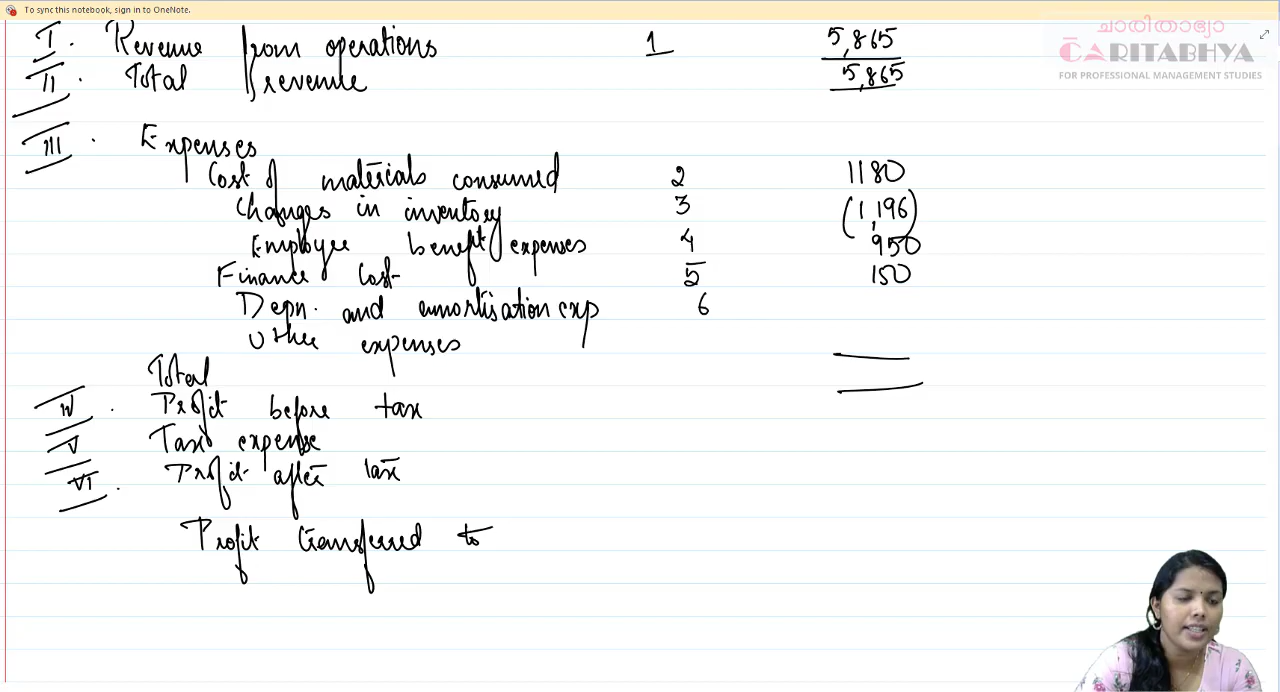 To sync this notebook, sign in to OneNote.
ചാരിതാഭ്യാ
CARITABHYA
FOR PROFESSIONAL MANAGEMENT STUDIES
I. Revenue from operations 1 5,865
II. Total revenue 5,865
III. Expenses
Cost of materials consumed 2 1180
Changes in inventory 3 (1,196)
Employee benefit expenses 4 950
Finance cost 5 150
Depn. and amortisation exp 6
Other expenses
Total
IV. Profit before tax
V Tax expense
VI. Profit after tax
Profit transferred to